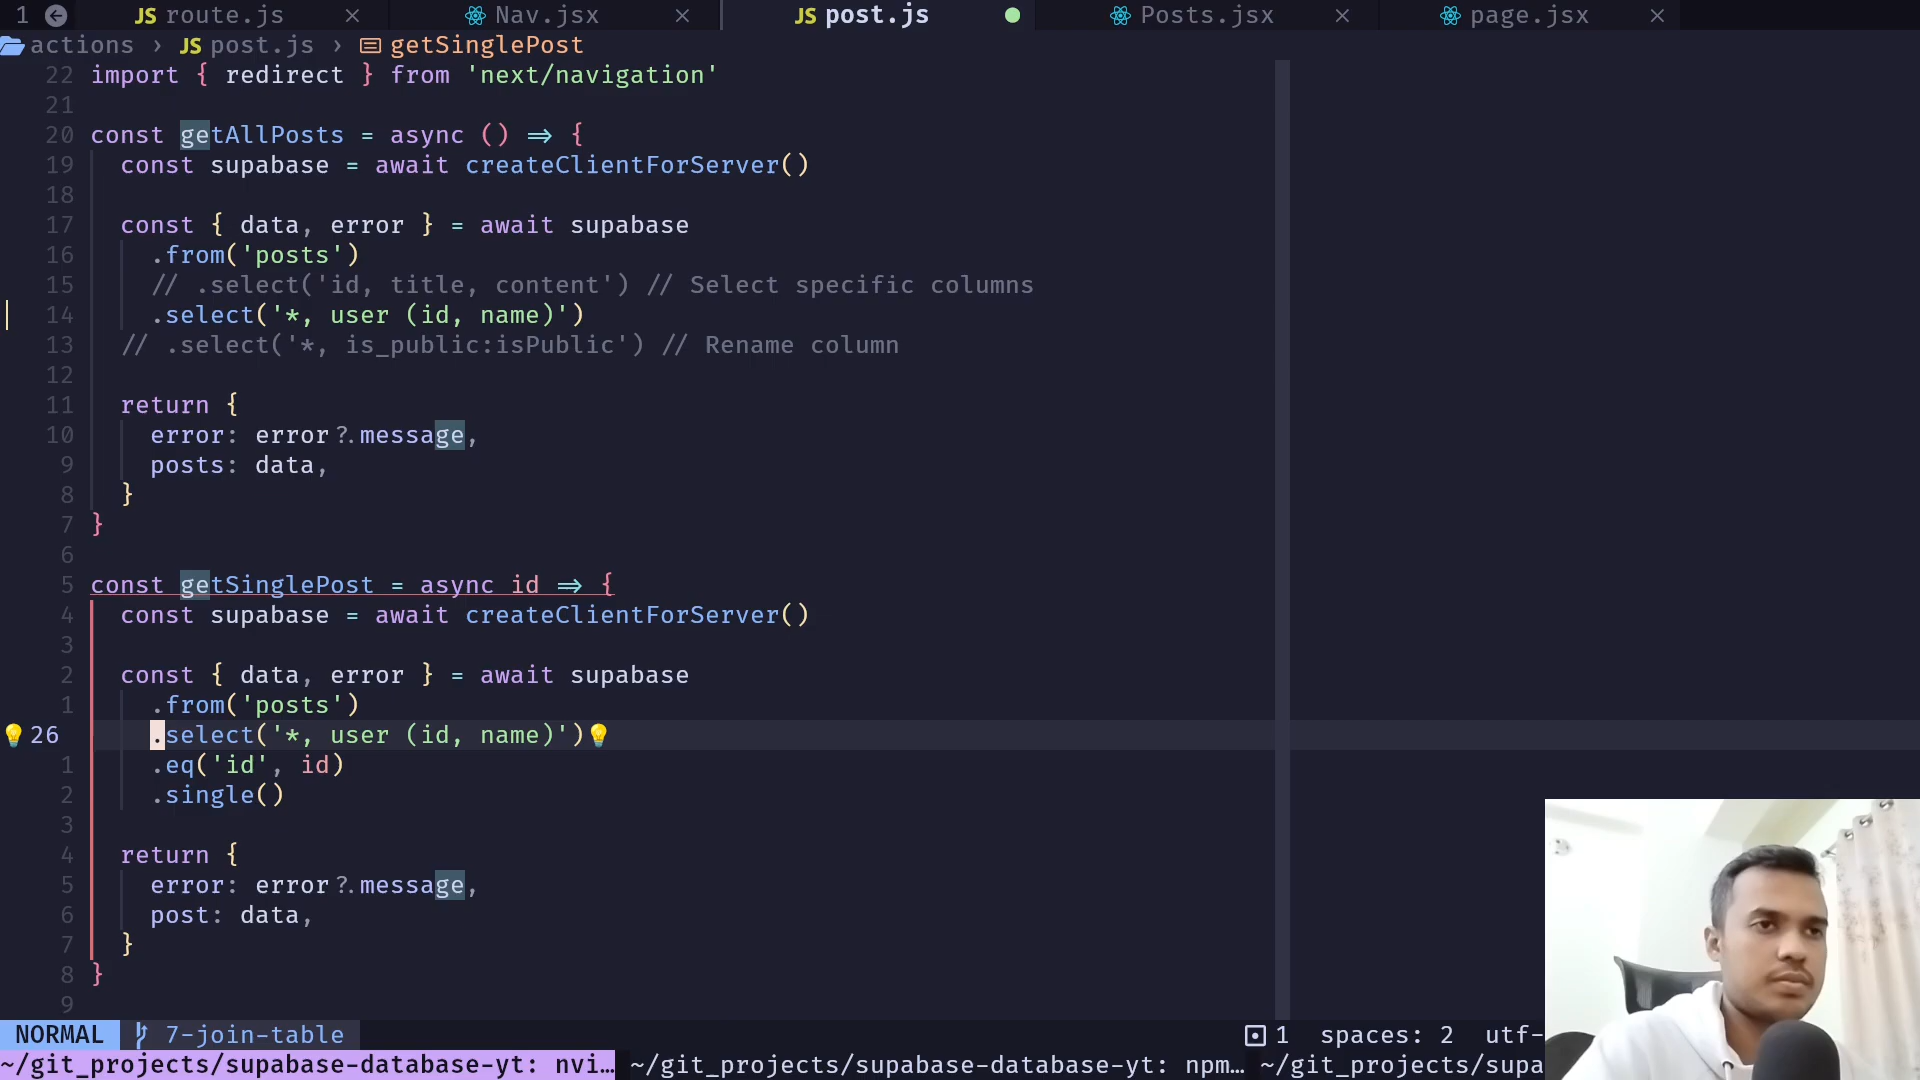 1 JS route.js × Nav.jsx × JS post.js Posts.jsx × page.jsx ×
actions › JS post.js › getSinglePost
22 import { redirect } from 'next/navigation'
21
20 const getAllPosts = async () => {
19 const supabase = await createClientForServer()
18
17 const { data, error } = await supabase
16 .from('posts')
15 // .select('id, title, content') // Select specific columns
14 .select('*, user (id, name)')
13 // .select('*, is_public:isPublic') // Rename column
12
11 return {
10 error: error?.message,
9 posts: data,
8 }
7 }
6
5 const getSinglePost = async id => {
4 const supabase = await createClientForServer()
3
2 const { data, error } = await supabase
1 .from('posts')
26 .select('*, user (id, name)')
1 .eq('id', id)
2 .single()
3
4 return {
5 error: error?.message,
6 post: data,
7 }
8 }
9
NORMAL 7-join-table 1 spaces: 2 utf-
~/git_projects/supabase-database-yt: nvi… ~/git_projects/supabase-database-yt: npm… ~/git_projects/supa